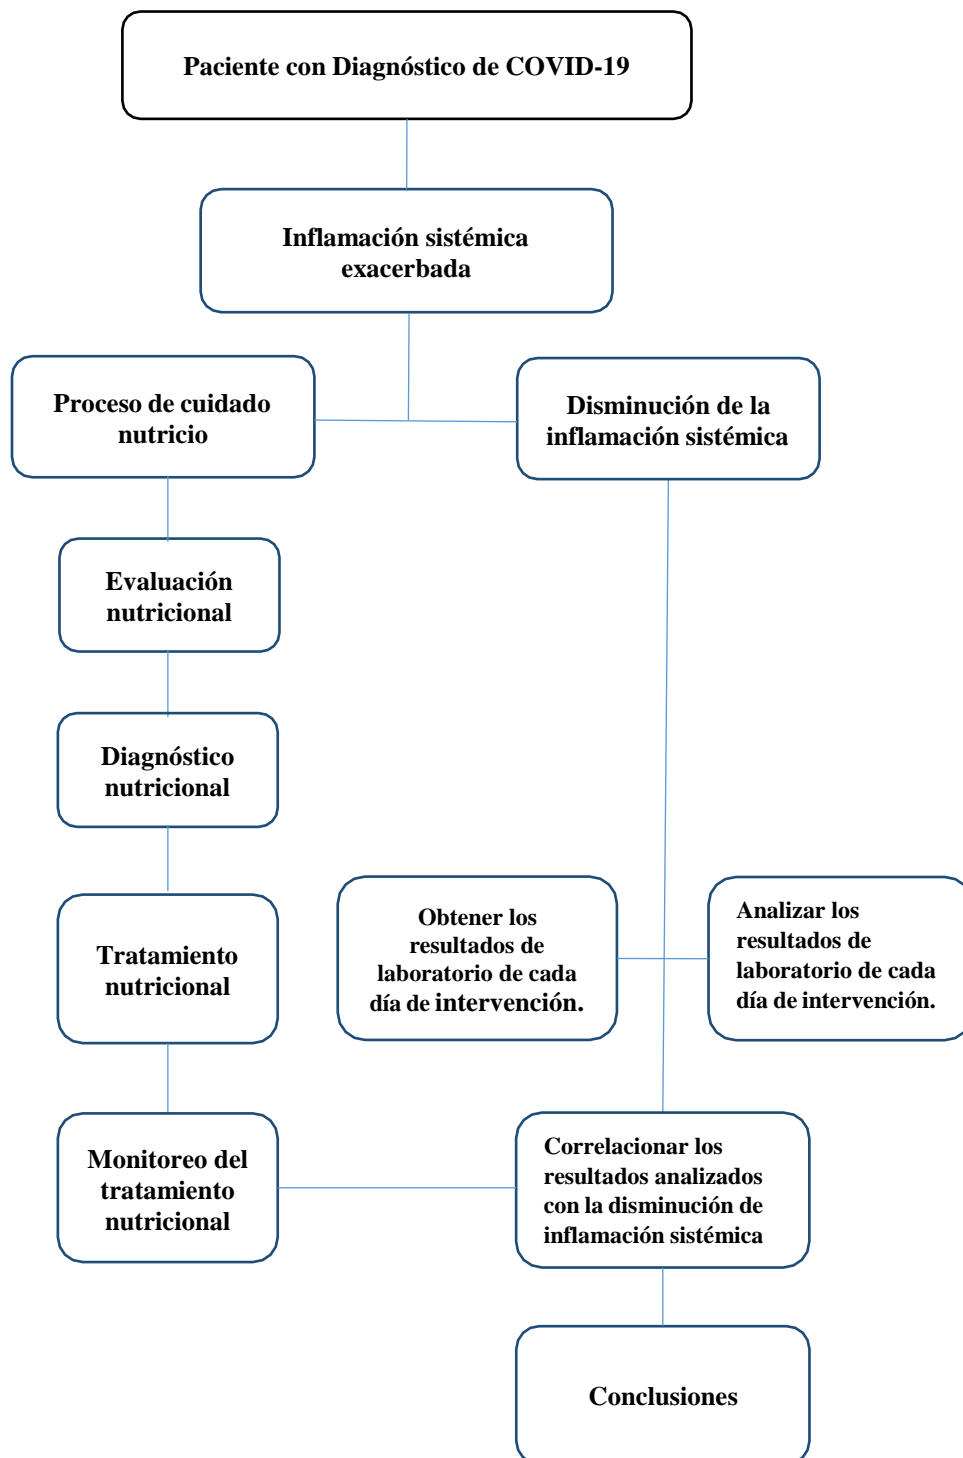 Paciente con Diagnóstico de COVID-19
Inflamación sistémica
exacerbada
Proceso de cuidado
nutricio
Disminución de la
inflamación sistémica
Evaluación
nutricional
Diagnóstico
nutricional
Tratamiento
nutricional
Obtener los
resultados de
laboratorio de cada
día de intervención.
Analizar los
resultados de
laboratorio de cada
día de intervención.
Monitoreo del
tratamiento
nutricional
Correlacionar los
resultados analizados
con la disminución de
inflamación sistémica
Conclusiones